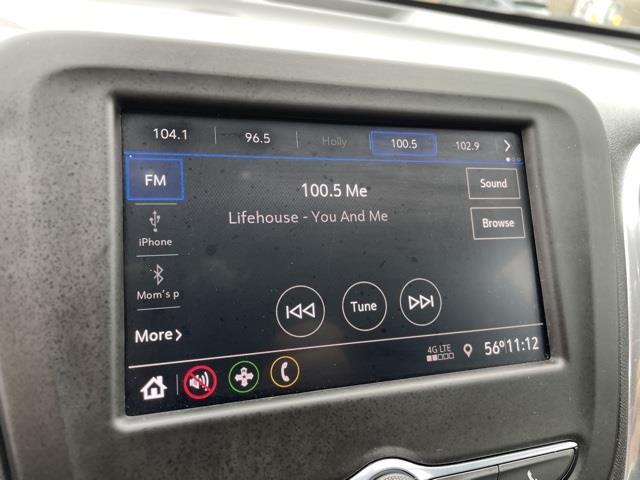 104.1 96.5 Holly 100.5 102.9
FM
100.5 Me
Sound
Lifehouse - You And Me
Browse
iPhone
Mom's p
Tune
More
4G LTE
56° 11:12